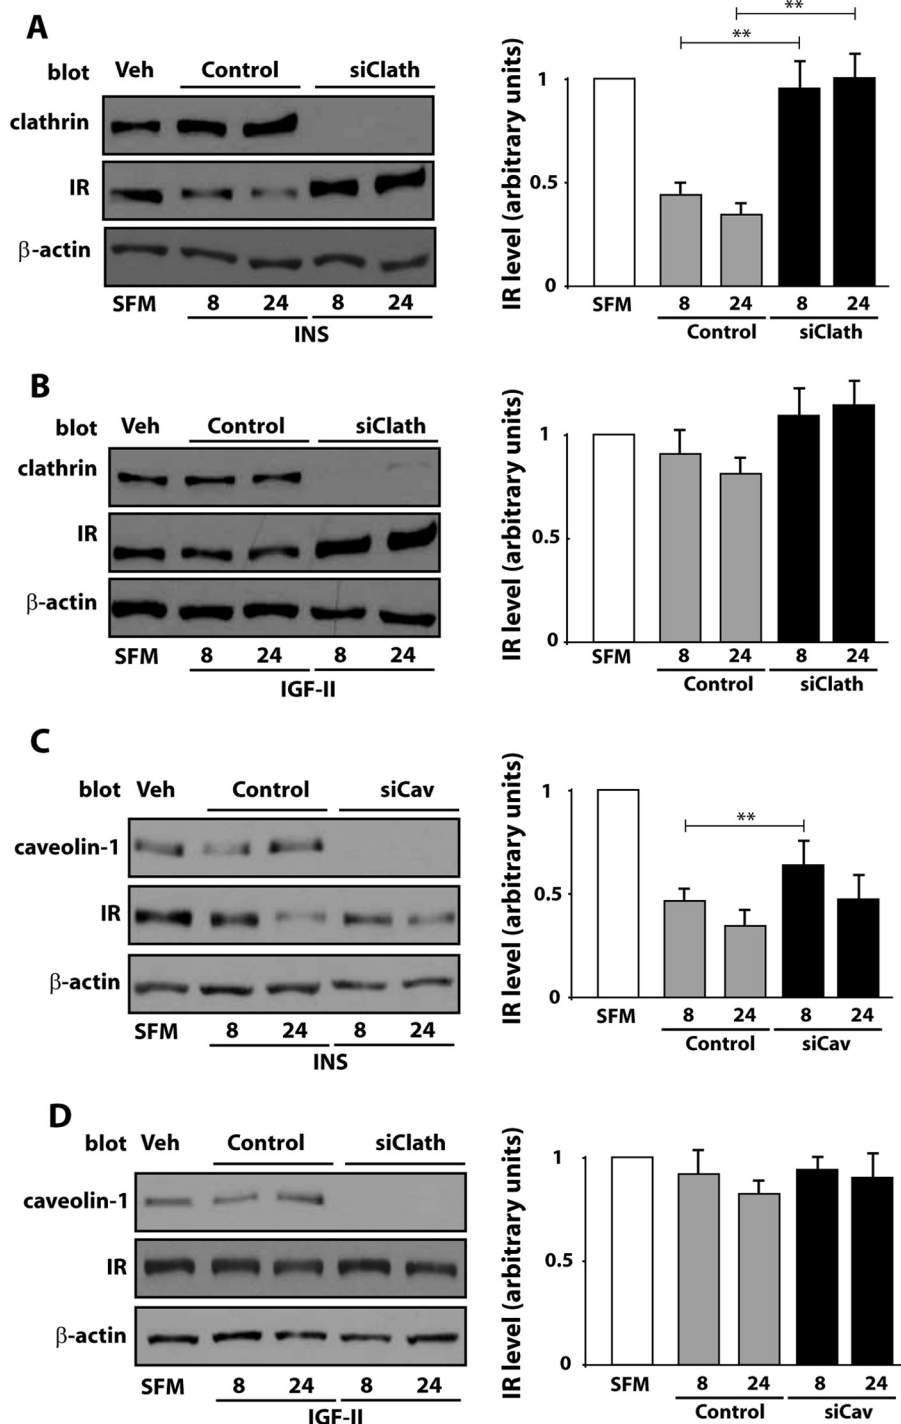 A
blot Veh Control siClath
clathrin
IR
β-actin
SFM 8 24 8 24
INS
** **
IR level (arbitrary units)
1
0.5
0
SFM 8 24 8 24
Control siClath
B
blot Veh Control siClath
clathrin
IR
β-actin
SFM 8 24 8 24
IGF-II
IR level (arbitrary units)
1
0.5
0
SFM 8 24 8 24
Control siClath
C
blot Veh Control siCav
caveolin-1
IR
β-actin
SFM 8 24 8 24
INS
**
IR level (arbitrary units)
1
0.5
0
SFM 8 24 8 24
Control siCav
D
blot Veh Control siClath
caveolin-1
IR
β-actin
SFM 8 24 8 24
IGF-II
IR level (arbitrary units)
1
0.5
0
SFM 8 24 8 24
Control siCav